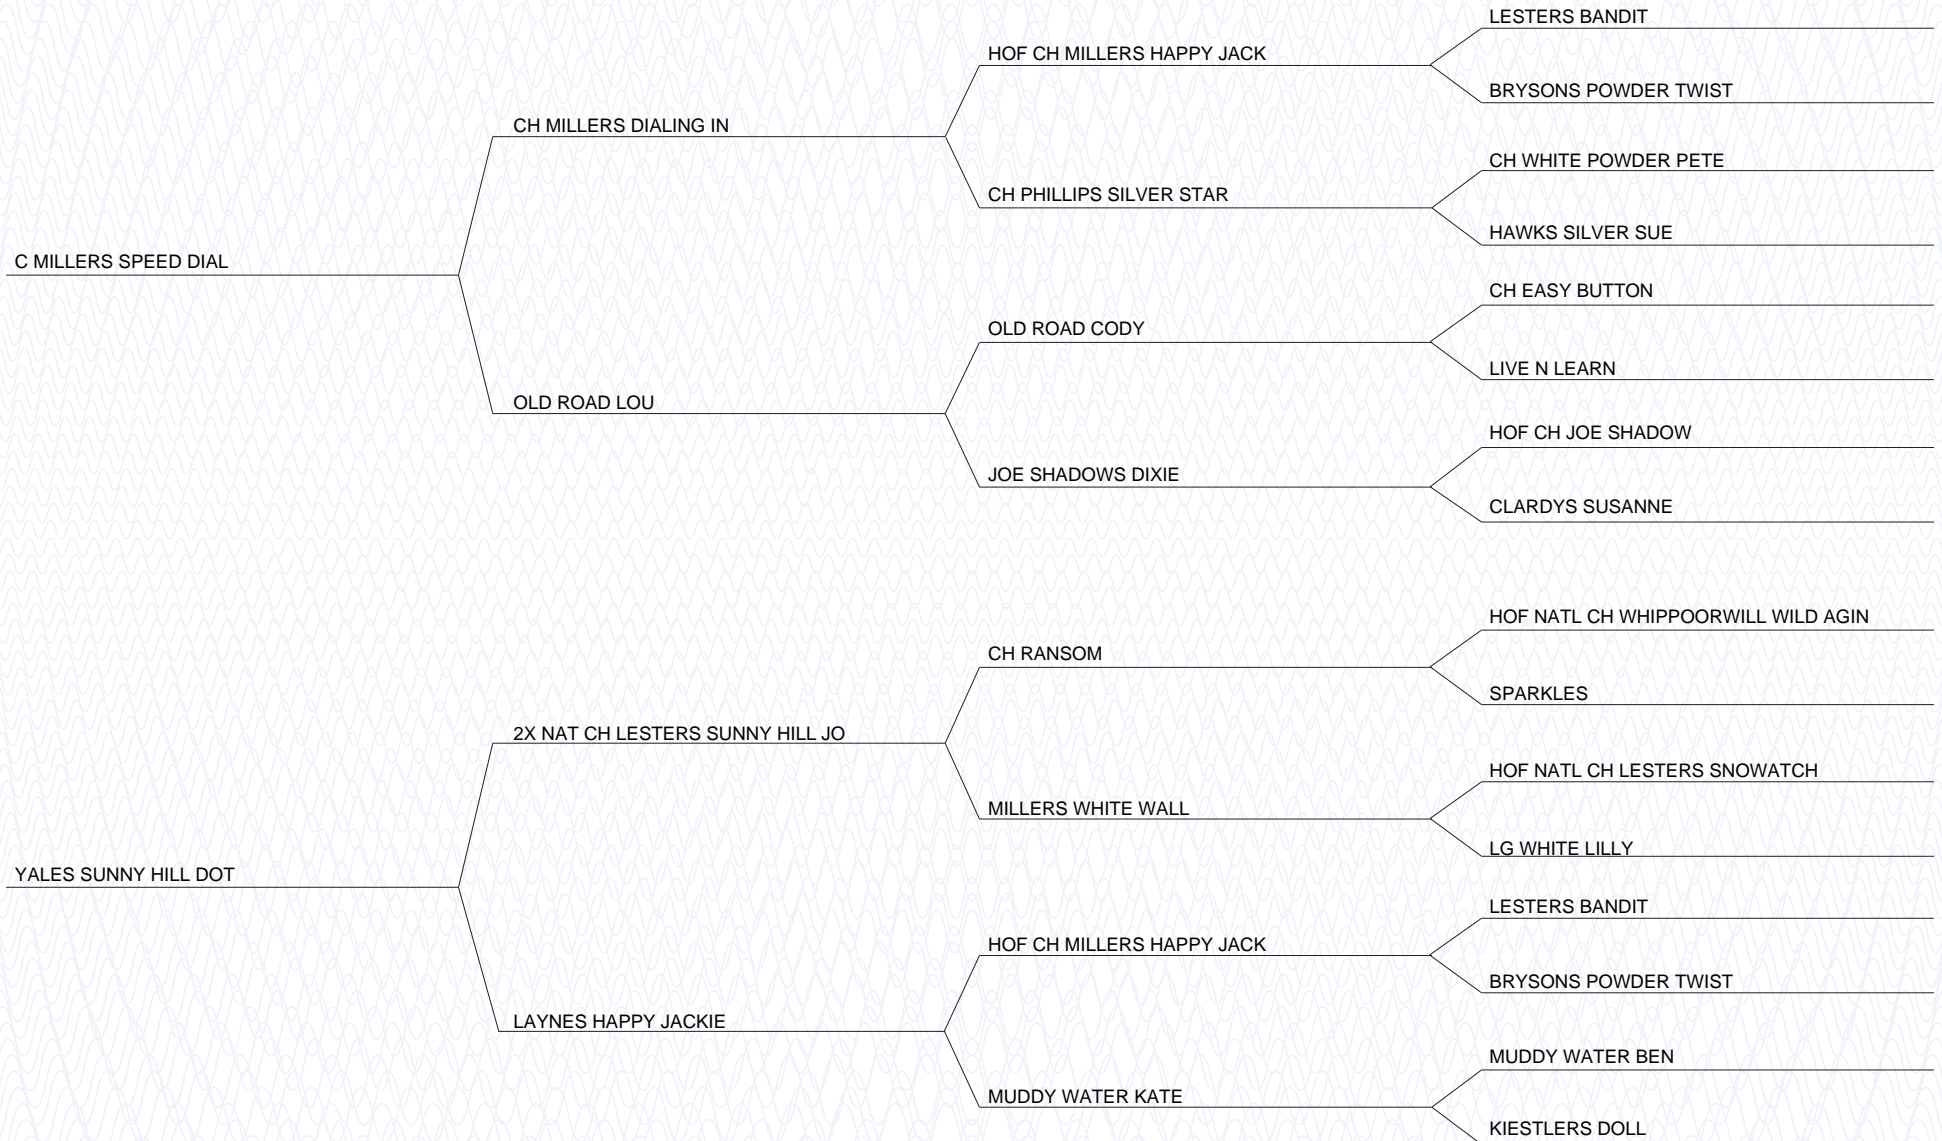 LESTERS BANDIT
HOF CH MILLERS HAPPY JACK
BRYSONS POWDER TWIST
CH MILLERS DIALING IN
CH WHITE POWDER PETE
CH PHILLIPS SILVER STAR
HAWKS SILVER SUE
C MILLERS SPEED DIAL
CH EASY BUTTON
OLD ROAD CODY
LIVE N LEARN
OLD ROAD LOU
HOF CH JOE SHADOW
JOE SHADOWS DIXIE
CLARDYS SUSANNE
HOF NATL CH WHIPPOORWILL WILD AGIN
CH RANSOM
SPARKLES
2X NAT CH LESTERS SUNNY HILL JO
HOF NATL CH LESTERS SNOWATCH
MILLERS WHITE WALL
LG WHITE LILLY
YALES SUNNY HILL DOT
LESTERS BANDIT
HOF CH MILLERS HAPPY JACK
BRYSONS POWDER TWIST
LAYNES HAPPY JACKIE
MUDDY WATER BEN
MUDDY WATER KATE
KIESTLERS DOLL